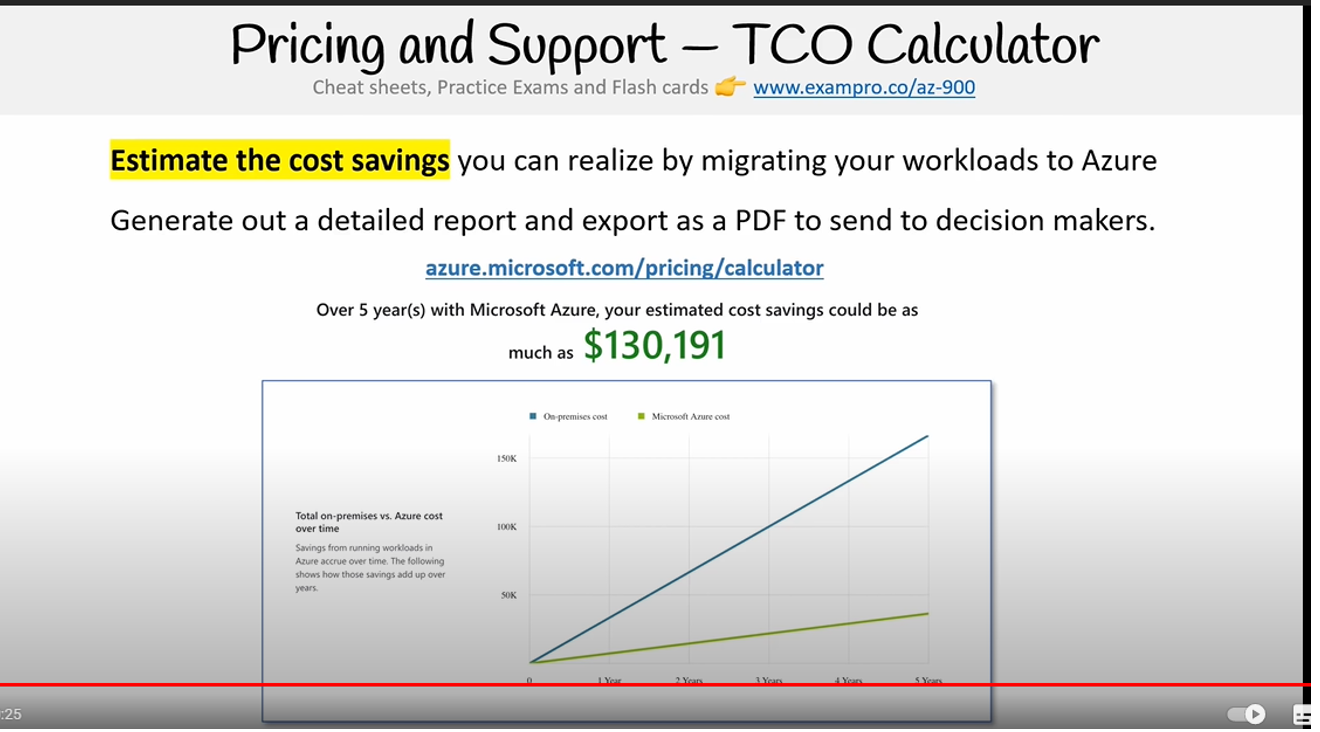 Pricing and Support – TCO Calculator
Cheat sheets, Practice Exams and Flash cards 👉 www.exampro.co/az-900
Estimate the cost savings you can realize by migrating your workloads to Azure
Generate out a detailed report and export as a PDF to send to decision makers.
azure.microsoft.com/pricing/calculator
Over 5 year(s) with Microsoft Azure, your estimated cost savings could be as
much as $130,191
On-premises cost Microsoft Azure cost
150K
Total on-premises vs. Azure cost
over time
100K
Savings from running workloads in
Azure accrue over time. The following
shows how those savings add up over
years.
50K
0 1 Year 2 Years 3 Years 4 Years 5 Years
:25